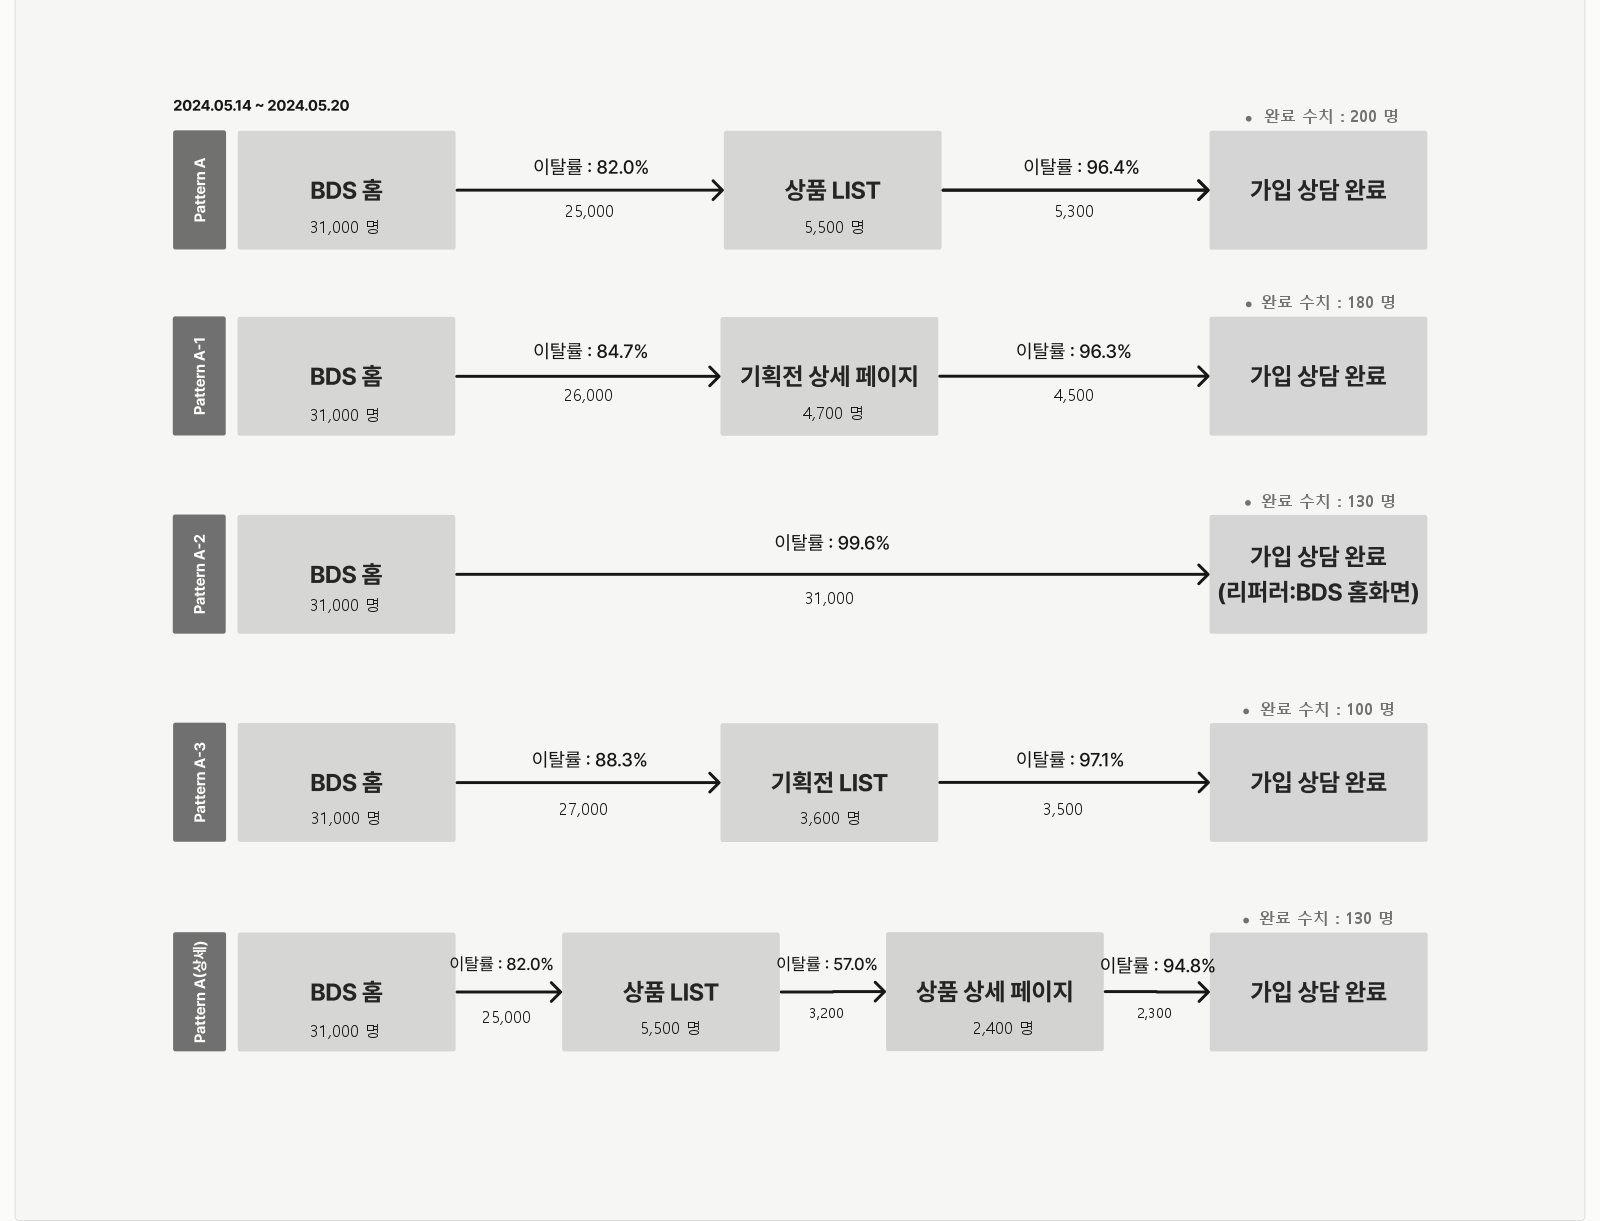 2024.05.14 ~ 2024.05.20
• 완료 수치 : 200 명
Pattern A
BDS 홈
31,000 명
이탈률 : 82.0%
25,000
상품 LIST
5,500 명
이탈률 : 96.4%
5,300
가입 상담 완료
• 완료 수치 : 180 명
Pattern A-1
BDS 홈
31,000 명
이탈률 : 84.7%
26,000
기획전 상세 페이지
4,700 명
이탈률 : 96.3%
4,500
가입 상담 완료
• 완료 수치 : 130 명
Pattern A-2
BDS 홈
31,000 명
이탈률 : 99.6%
31,000
가입 상담 완료
(리퍼러:BDS 홈화면)
• 완료 수치 : 100 명
Pattern A-3
BDS 홈
31,000 명
이탈률 : 88.3%
27,000
기획전 LIST
3,600 명
이탈률 : 97.1%
3,500
가입 상담 완료
• 완료 수치 : 130 명
Pattern A(상세)
BDS 홈
31,000 명
이탈률 : 82.0%
25,000
상품 LIST
5,500 명
이탈률 : 57.0%
3,200
상품 상세 페이지
2,400 명
이탈률 : 94.8%
2,300
가입 상담 완료